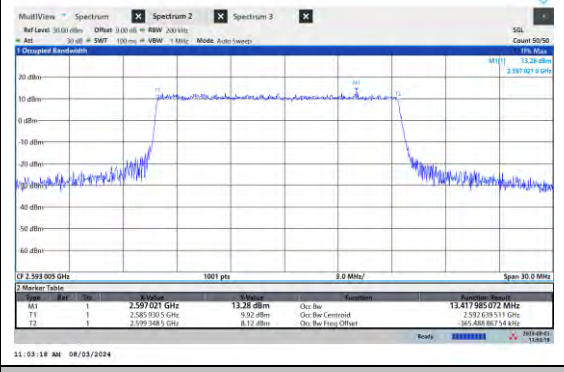 MultiView Spectrum X Spectrum 2 X Spectrum 3 X
Ref Level 30.00 dBm Offset 0.00 dB RBW 200 kHz SGL
Att 30 dB SWT 100 ms VBW 1 MHz Mode Auto Sweep Count 50/50
1 Occupied Bandwidth 1Pk Max
M1[1] 13.28 dBm
2.597 021 0 GHz
20 dBm
M1
T1 T2
10 dBm
0 dBm
-10 dBm
-20 dBm
-40 dBm
-50 dBm
-60 dBm
CF 2.593 005 GHz 1001 pts 3.0 MHz/ Span 30.0 MHz
2 Marker Table
Type Ref Trc X-Value Y-Value Function Function Result
M1 1 2.597 021 GHz 13.28 dBm Occ Bw 13.417 985 072 MHz
T1 1 2.585 930 5 GHz 9.92 dBm Occ Bw Centroid 2.592 639 511 GHz
T2 1 2.599 348 5 GHz 8.12 dBm Occ Bw Freq Offset -365.488 867 54 kHz
Ready
11:03:18 AM 08/03/2024